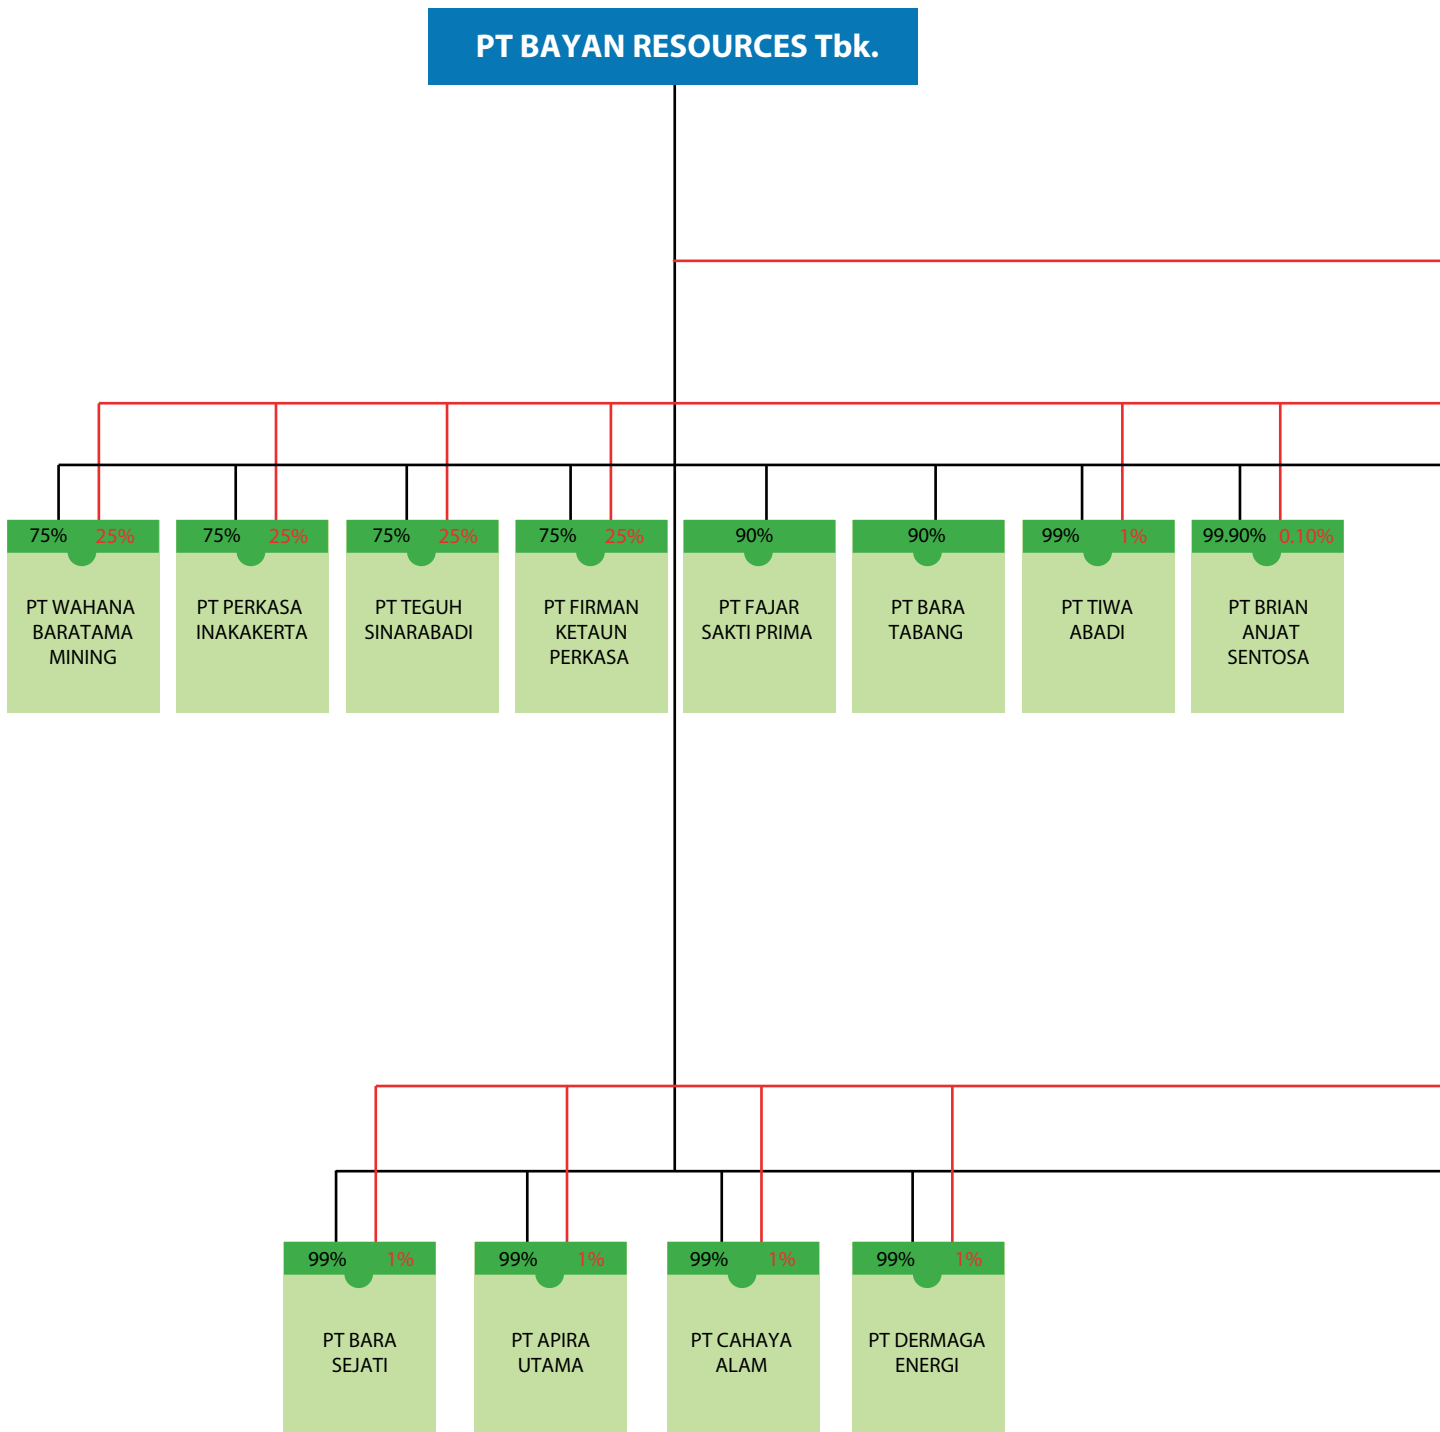 PT BAYAN RESOURCES Tbk.
75% 25%
PT WAHANA
BARATAMA
MINING
75% 25%
PT PERKASA
INAKAKERTA
75% 25%
PT TEGUH
SINARABADI
75% 25%
PT FIRMAN
KETAUN
PERKASA
90%
PT FAJAR
SAKTI PRIMA
90%
PT BARA
TABANG
99% 1%
PT TIWA
ABADI
99.90% 0.10%
PT BRIAN
ANJAT
SENTOSA
99% 1%
PT BARA
SEJATI
99% 1%
PT APIRA
UTAMA
99% 1%
PT CAHAYA
ALAM
99% 1%
PT DERMAGA
ENERGI